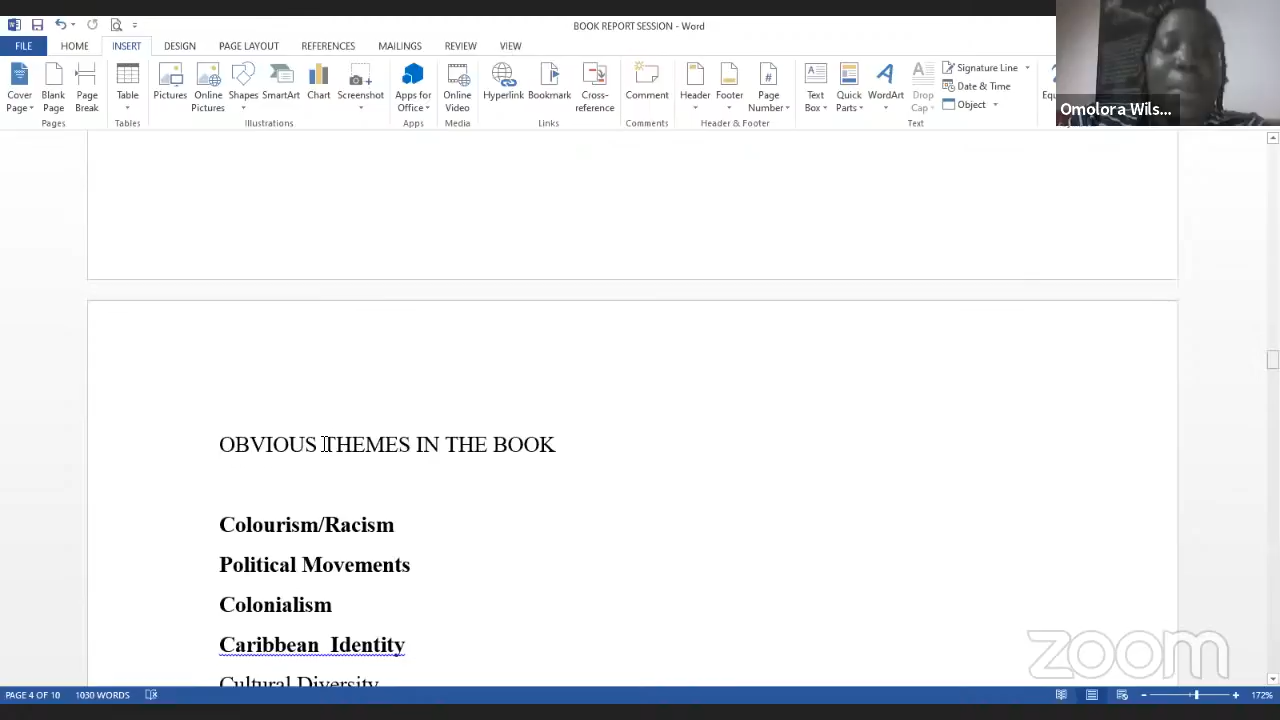 BOOK REPORT SESSION - Word
FILE HOME INSERT DESIGN PAGE LAYOUT REFERENCES MAILINGS REVIEW VIEW
Cover Page
Blank Page
Page Break
Pages
Table
Tables
Pictures
Online Pictures
Shapes
SmartArt
Chart
Screenshot
Illustrations
Apps for Office
Apps
Online Video
Media
Hyperlink
Bookmark
Cross-reference
Links
Comment
Comments
Header
Footer
Page Number
Header & Footer
Text Box
Quick Parts
WordArt
Drop Cap
Signature Line
Date & Time
Object
Text
Equ
Omolora Wils...
OBVIOUS THEMES IN THE BOOK
Colourism/Racism
Political Movements
Colonialism
Caribbean  Identity
Cultural Diversity
zoom
PAGE 4 OF 10 1030 WORDS
172%